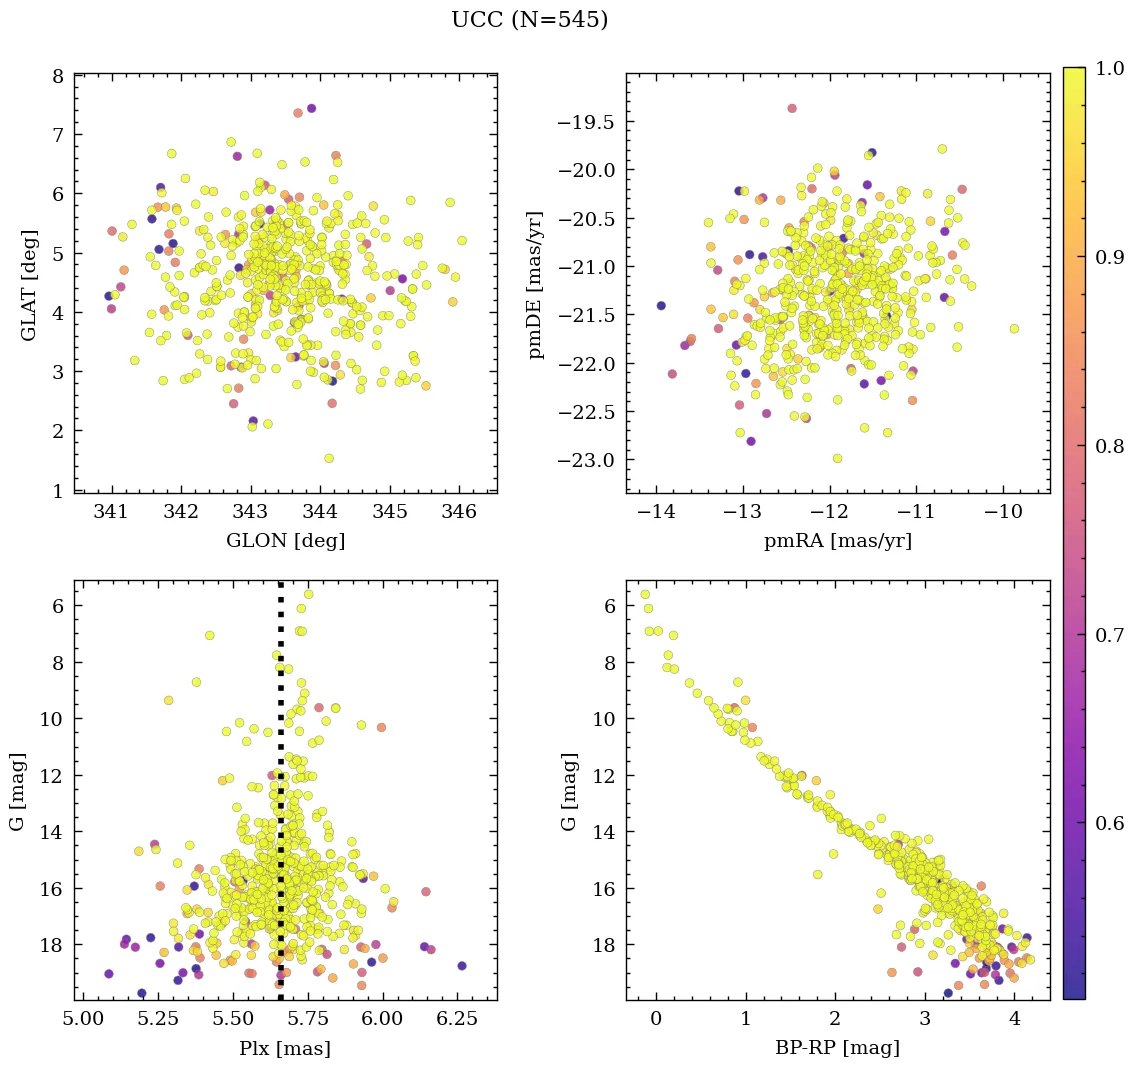 UCC (N=545)
8
7
6
5
4
3
2
1
GLAT [deg]
341 342 343 344 345 346
GLON [deg]
−19.5
−20.0
−20.5
−21.0
−21.5
−22.0
−22.5
−23.0
pmDE [mas/yr]
−14 −13 −12 −11 −10
pmRA [mas/yr]
1.0
0.9
0.8
0.7
0.6
6
8
10
12
14
16
18
G [mag]
5.00 5.25 5.50 5.75 6.00 6.25
Plx [mas]
6
8
10
12
14
16
18
G [mag]
0 1 2 3 4
BP-RP [mag]